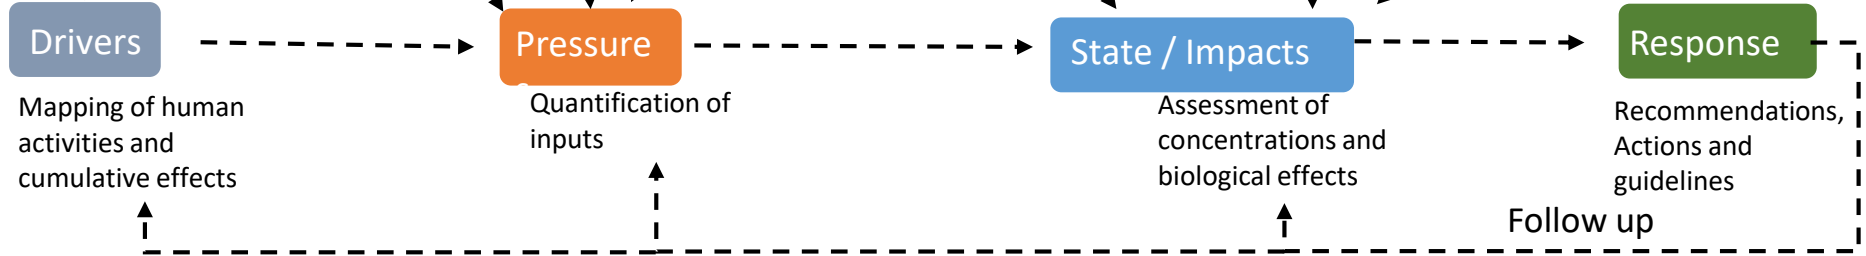 Drivers
Mapping of human
activities and
cumulative effects
Pressure
s
Quantification of
inputs
State / Impacts
Assessment of
concentrations and
biological effects
Response
Recommendations,
Actions and
guidelines
Follow up